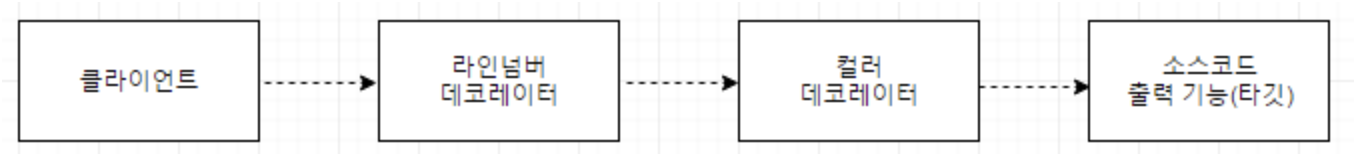 클라이언트
라인넘버
데코레이터
컬러
데코레이터
소스코드
출력 기능(타깃)